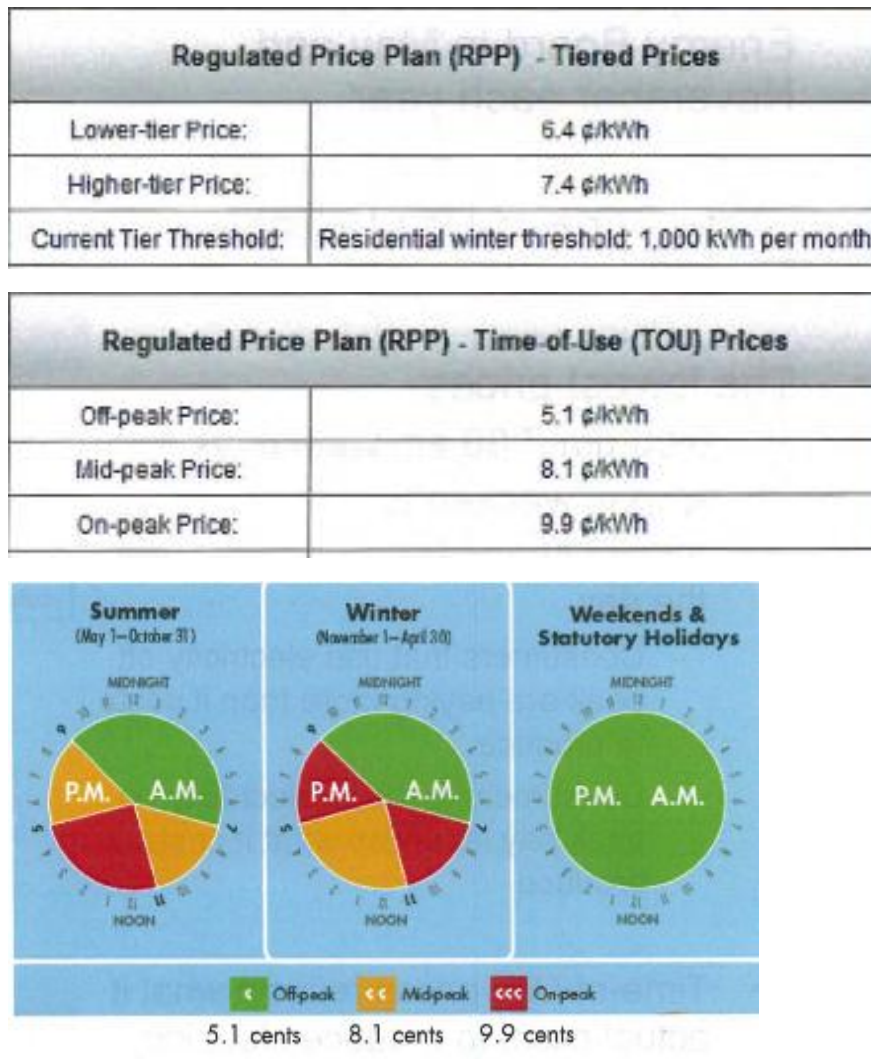 Regulated Price Plan (RPP) - Tiered Prices
Lower-tier Price: 6.4 ¢/kWh
Higher-tier Price: 7.4 ¢/kWh
Current Tier Threshold: Residential winter threshold: 1,000 kWh per month
Regulated Price Plan (RPP) - Time-of-Use (TOU) Prices
Off-peak Price: 5.1 ¢/kWh
Mid-peak Price: 8.1 ¢/kWh
On-peak Price: 9.9 ¢/kWh
Summer
(May 1—October 31)
MIDNIGHT
P.M. A.M.
NOON
Winter
(November 1—April 30)
MIDNIGHT
P.M. A.M.
NOON
Weekends &
Statutory Holidays
MIDNIGHT
P.M. A.M.
NOON
< Off-peak << Mid-peak <<< On-peak
5.1 cents 8.1 cents 9.9 cents